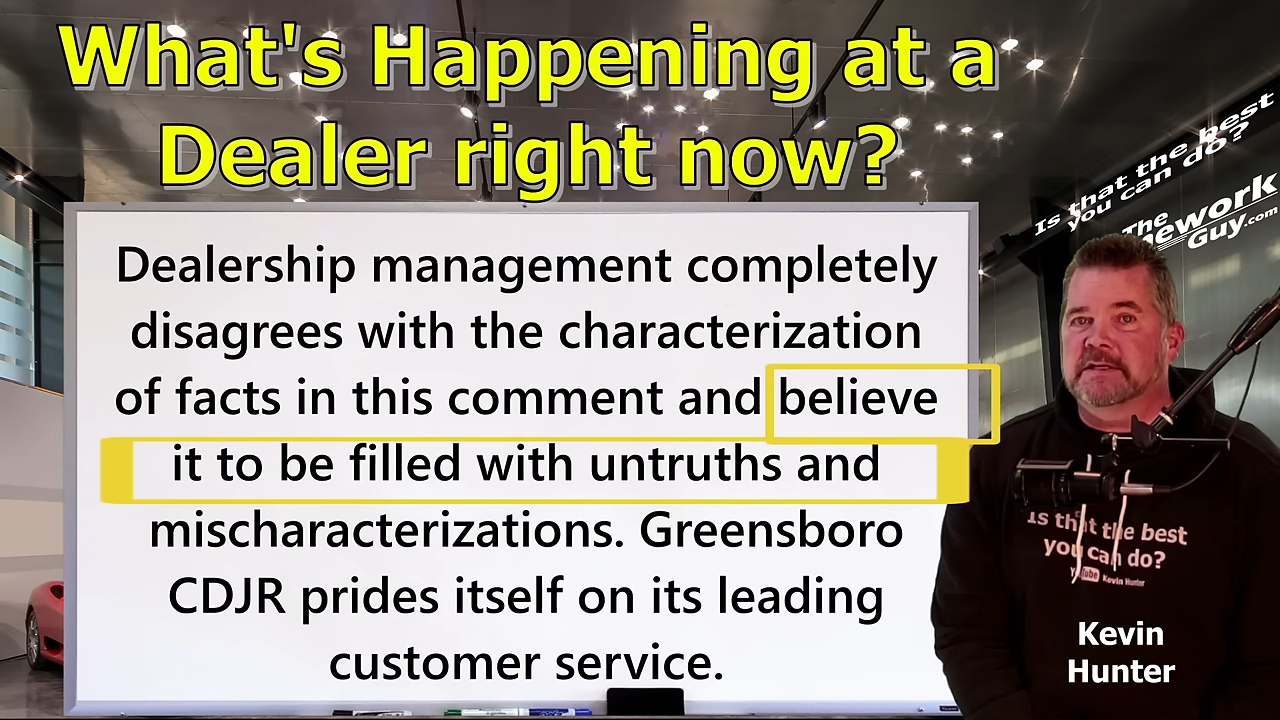 What's Happening at a
Dealer right now?
Is that the best
you can do?
The
ework
Guy.com
Dealership management completely
disagrees with the characterization
of facts in this comment and believe
it to be filled with untruths and
mischaracterizations. Greensboro
CDJR prides itself on its leading
customer service.
Is that the best
you can do?
YouTube Kevin Hunter
Kevin
Hunter